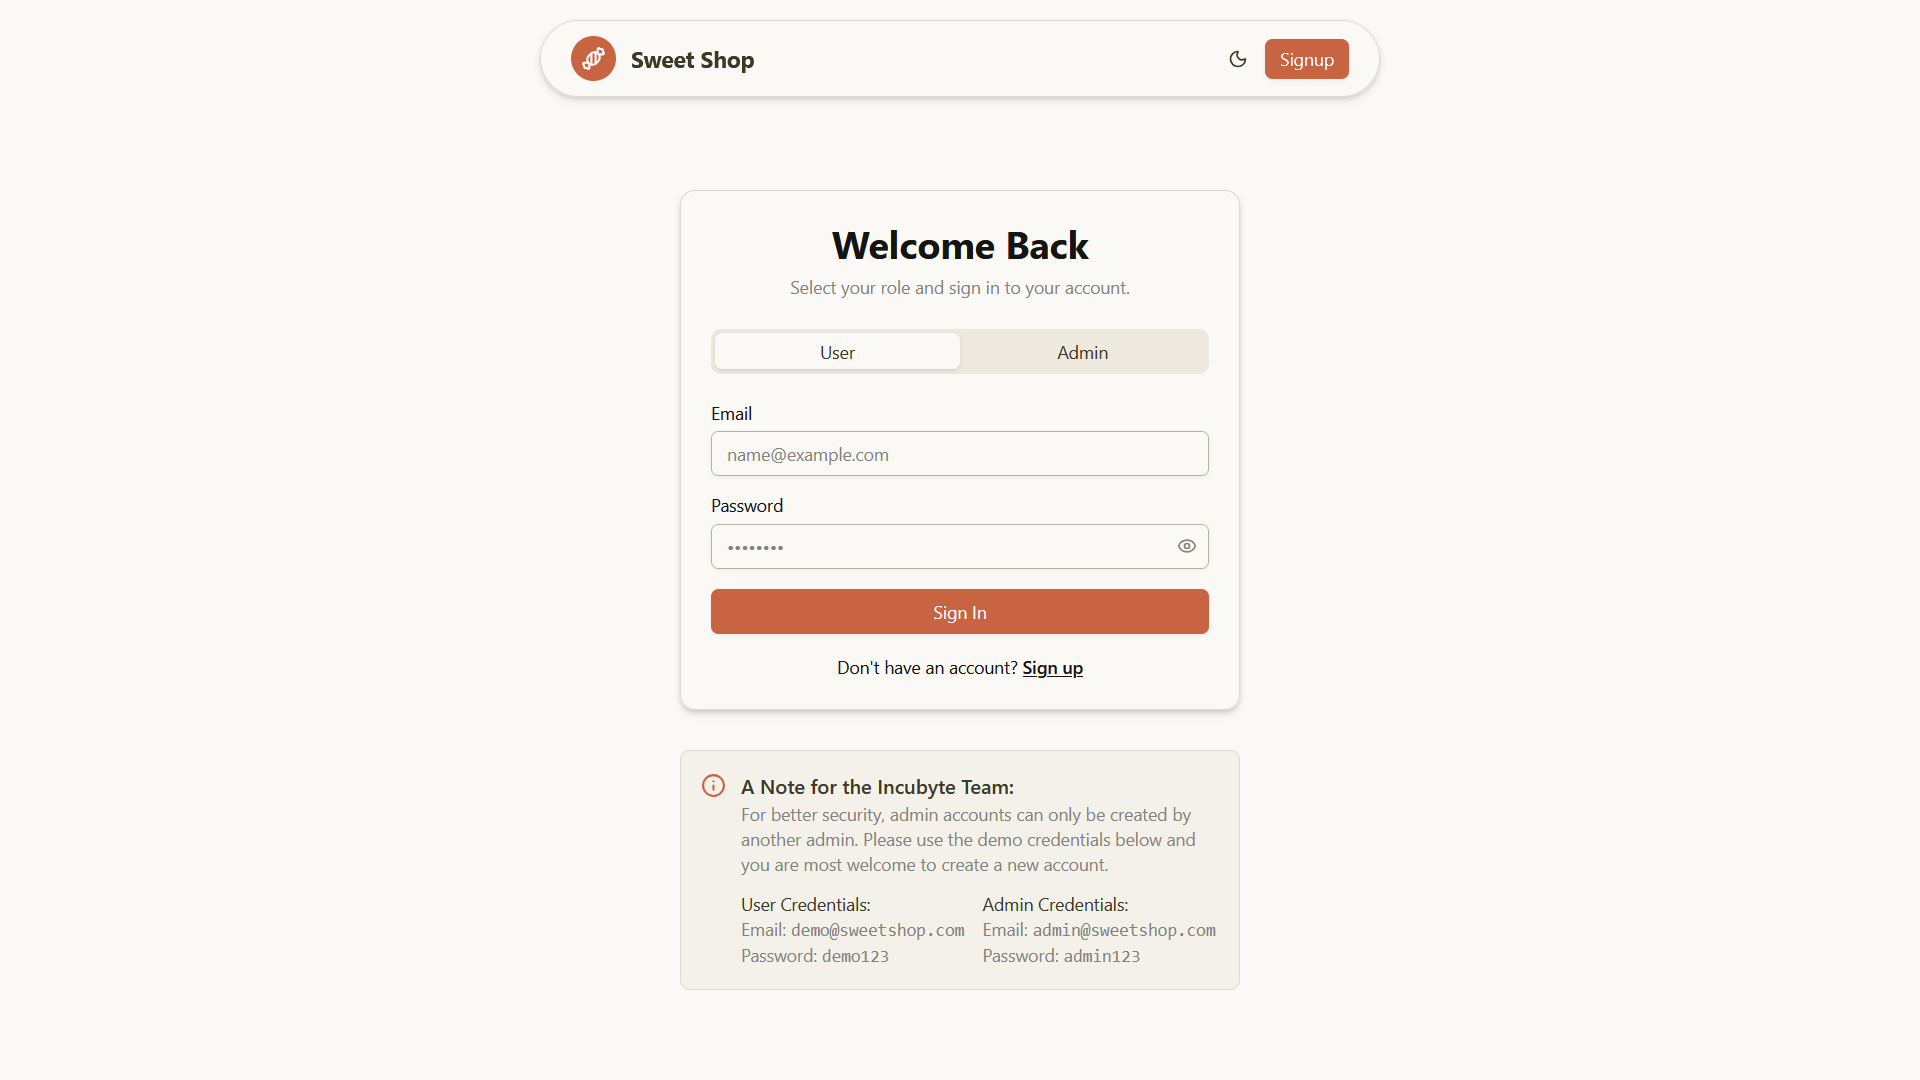 Sweet Shop
Signup
Welcome Back
Select your role and sign in to your account.
User
Admin
Email
name@example.com
Password
••••••••
Sign In
Don't have an account? Sign up
A Note for the Incubyte Team:
For better security, admin accounts can only be created by
another admin. Please use the demo credentials below and
you are most welcome to create a new account.
User Credentials:
Email: demo@sweetshop.com
Password: demo123
Admin Credentials:
Email: admin@sweetshop.com
Password: admin123